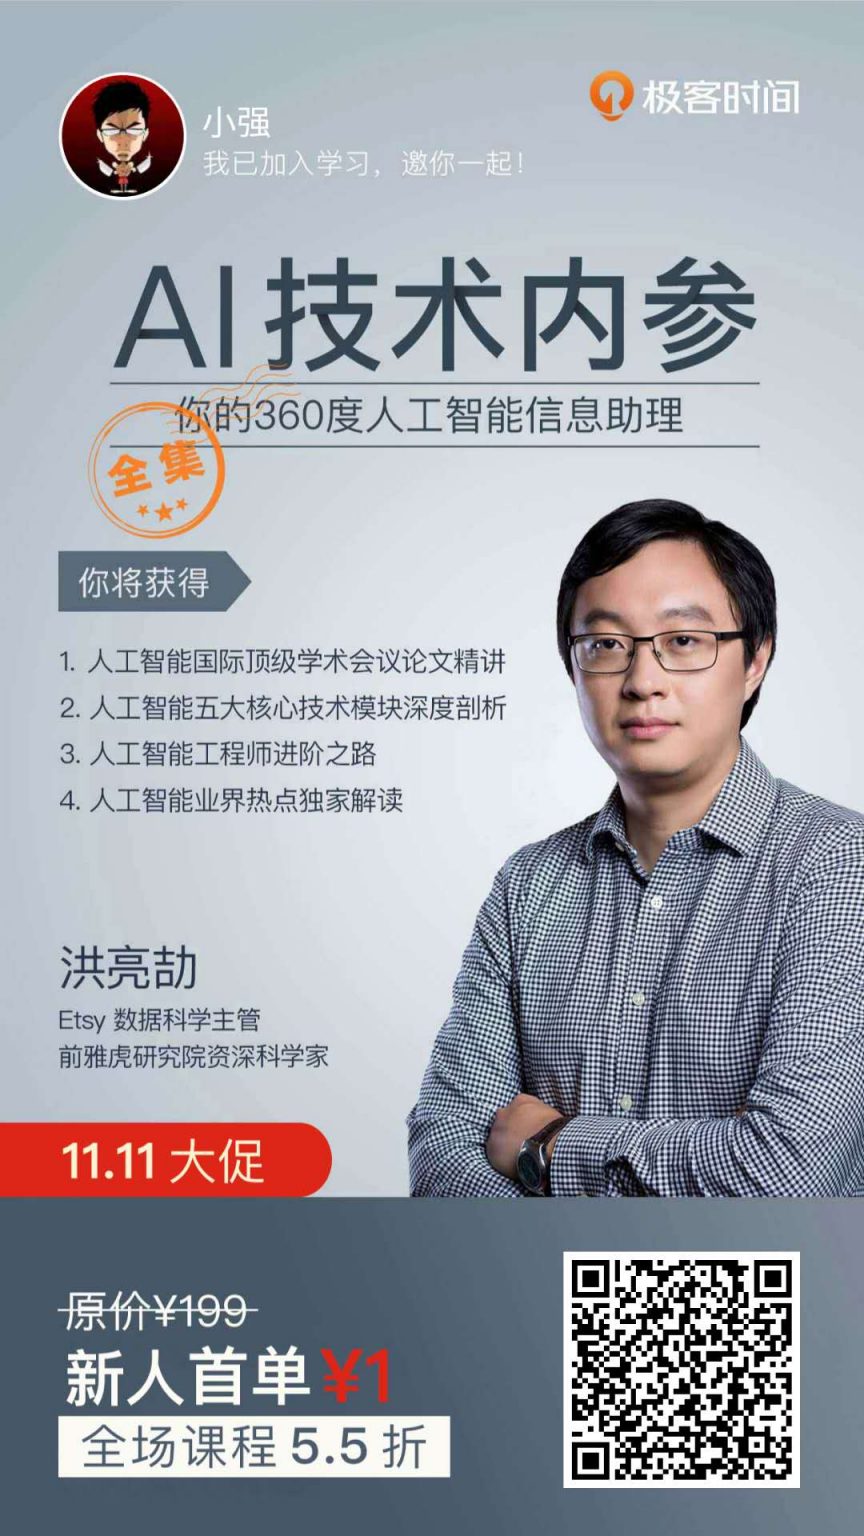 小强
我已加入学习，邀你一起！
极客时间
AI技术内参
你的360度人工智能信息助理
全集
你将获得
1. 人工智能国际顶级学术会议论文精讲
2. 人工智能五大核心技术模块深度剖析
3. 人工智能工程师进阶之路
4. 人工智能业界热点独家解读
洪亮劼
Etsy 数据科学主管
前雅虎研究院资深科学家
11.11 大促
原价¥199
新人首单¥1
全场课程 5.5 折